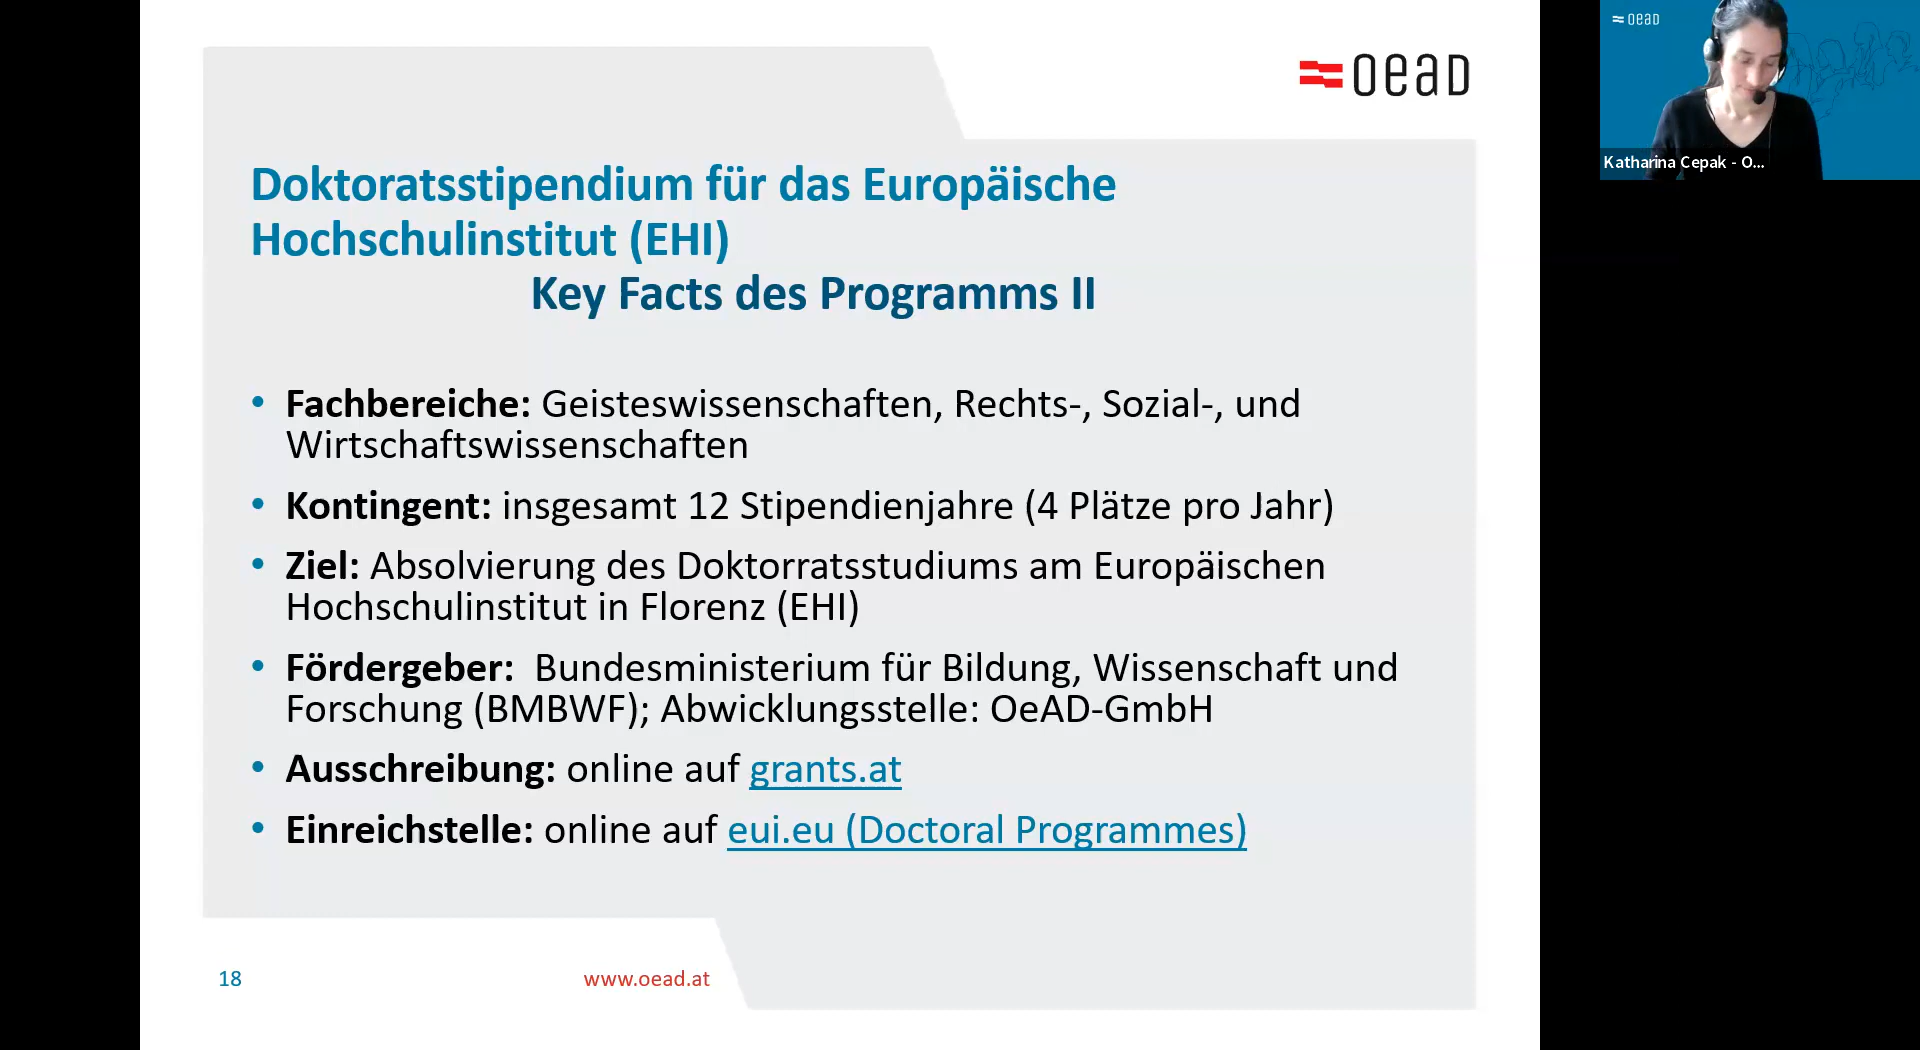 oead
Doktoratsstipendium für das Europäische
Hochschulinstitut (EHI)
Key Facts des Programms II
• Fachbereiche: Geisteswissenschaften, Rechts-, Sozial-, und
Wirtschaftswissenschaften
• Kontingent: insgesamt 12 Stipendienjahre (4 Plätze pro Jahr)
• Ziel: Absolvierung des Doktorratsstudiums am Europäischen
Hochschulinstitut in Florenz (EHI)
• Fördergeber: Bundesministerium für Bildung, Wissenschaft und
Forschung (BMBWF); Abwicklungsstelle: OeAD-GmbH
• Ausschreibung: online auf grants.at
• Einreichstelle: online auf eui.eu (Doctoral Programmes)
18
www.oead.at
oead
Katharina Cepak - O...